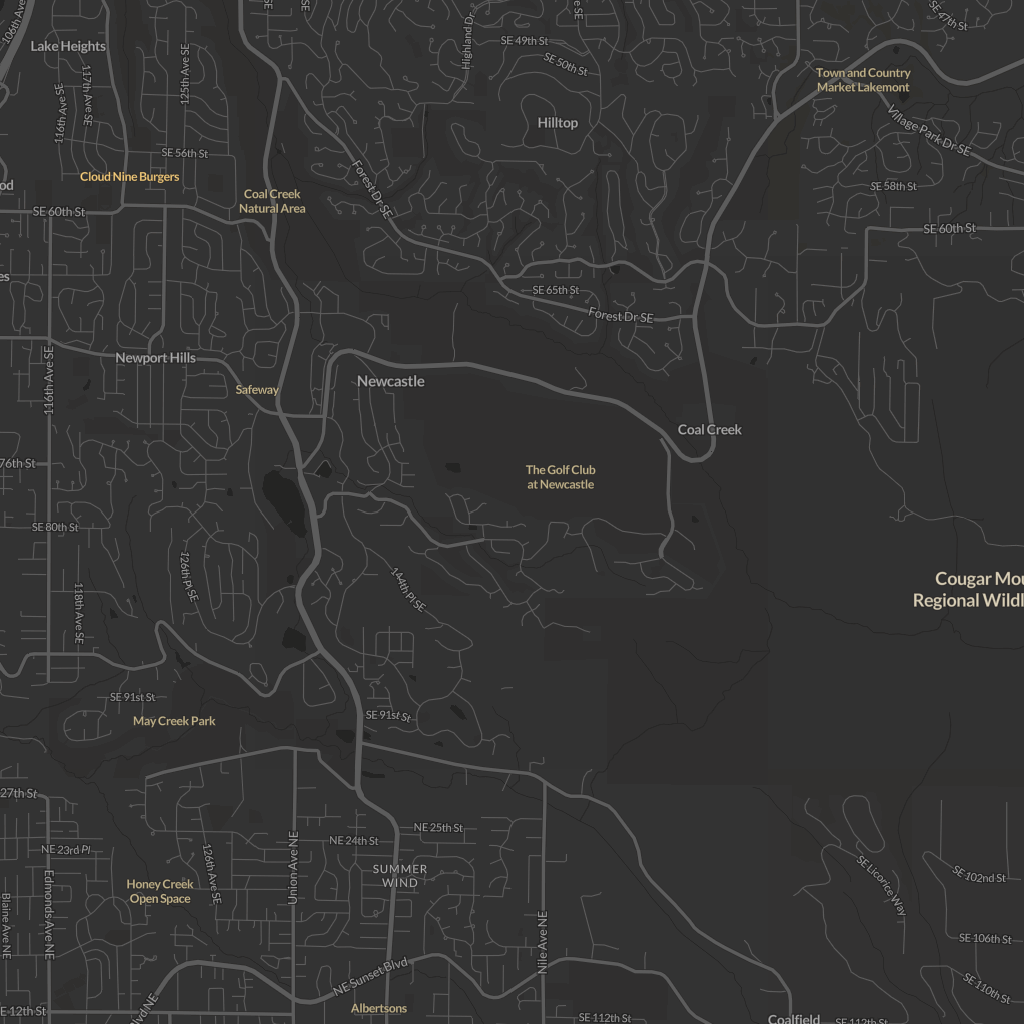 106th Ave
SE
SE
Highland Dr
SE
SE 47th St
Lake Heights
SE 49th St
SE 50th St
125th Ave SE
117th Ave SE
116th Ave SE
Town and Country
Market Lakemont
Hilltop
Village Park Dr SE
SE 56th St
Cloud Nine Burgers
Forest Dr SE
Coal Creek
Natural Area
od
SE 58th St
SE 60th St
SE 60th St
es
SE 65th St
Forest Dr SE
Newport Hills
116th Ave SE
Safeway
Newcastle
Coal Creek
76th St
The Golf Club
at Newcastle
SE 80th St
126th Pl SE
144th Pl SE
118th Ave SE
Cougar Mou
Regional Wildl
SE 91st St
SE 91st St
May Creek Park
27th St
NE 25th St
NE 24th St
NE 23rd Pl
126th Ave SE
Union Ave NE
SUMMER
WIND
SE 102nd St
SE Licorice Way
Honey Creek
Open Space
Blaine Ave NE
Edmonds Ave NE
Nile Ave NE
SE 106th St
NE Sunset Blvd
SE 110th St
Blvd NE
E 12th St
Albertsons
SE 112th St
Coalfield
SE 112th St